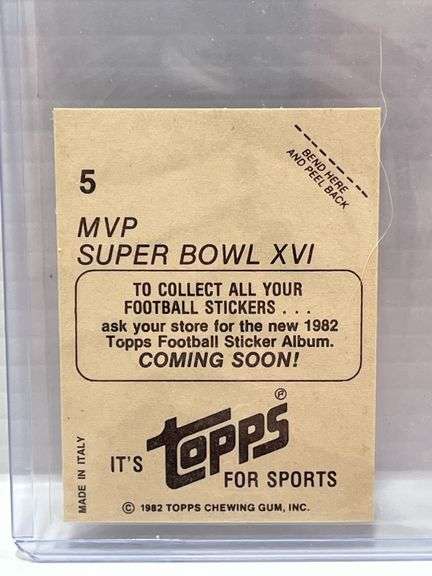 BEND HERE
AND PEEL BACK
5
MVP
SUPER BOWL XVI
TO COLLECT ALL YOUR
FOOTBALL STICKERS . . .
ask your store for the new 1982
Topps Football Sticker Album.
COMING SOON!
IT'S topps®
FOR SPORTS
MADE IN ITALY
© 1982 TOPPS CHEWING GUM, INC.